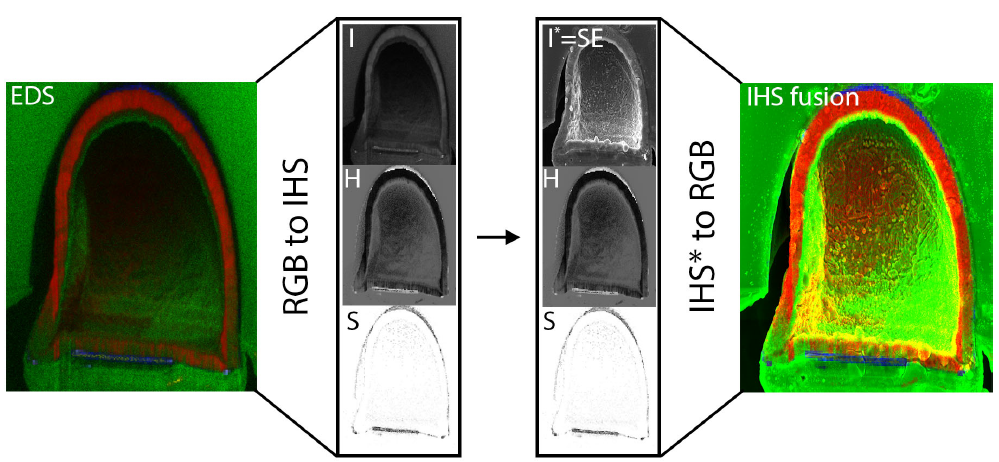 EDS
RGB to IHS
I
H
S
I*=SE
H
S
IHS* to RGB
IHS fusion